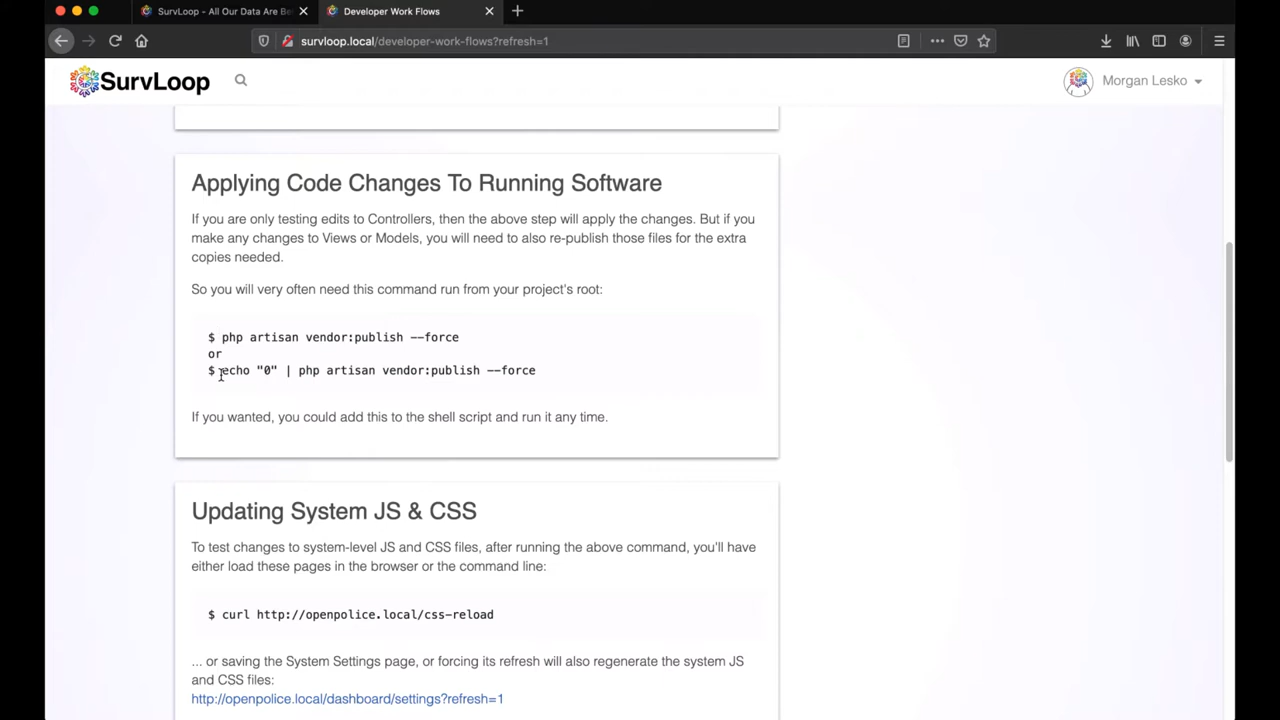 SurvLoop - All Our Data Are Be
Developer Work Flows
survloop.local/developer-work-flows?refresh=1
SurvLoop
Morgan Lesko
Applying Code Changes To Running Software
If you are only testing edits to Controllers, then the above step will apply the changes. But if you
make any changes to Views or Models, you will need to also re-publish those files for the extra
copies needed.
So you will very often need this command run from your project's root:
$ php artisan vendor:publish --force
or
$ echo "0" | php artisan vendor:publish --force
If you wanted, you could add this to the shell script and run it any time.
Updating System JS & CSS
To test changes to system-level JS and CSS files, after running the above command, you'll have
either load these pages in the browser or the command line:
$ curl http://openpolice.local/css-reload
... or saving the System Settings page, or forcing its refresh will also regenerate the system JS
and CSS files:
http://openpolice.local/dashboard/settings?refresh=1